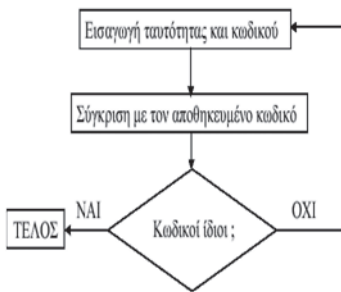 Εισαγωγή ταυτότητας και κωδικού
Σύγκριση με τον αποθηκευμένο κωδικό
ΝΑΙ
ΟΧΙ
ΤΕΛΟΣ
Κωδικοί ίδιοι ;